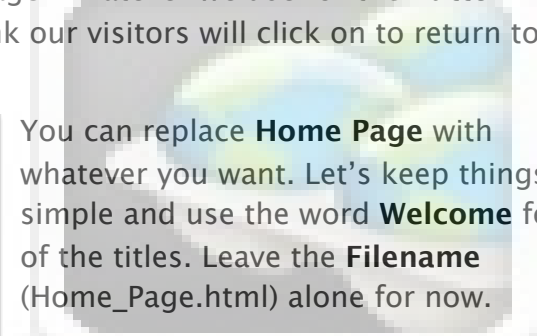 k our visitors will click on to return to
You can replace Home Page with
whatever you want. Let’s keep things
simple and use the word Welcome fo
of the titles. Leave the Filename
(Home_Page.html) alone for now.